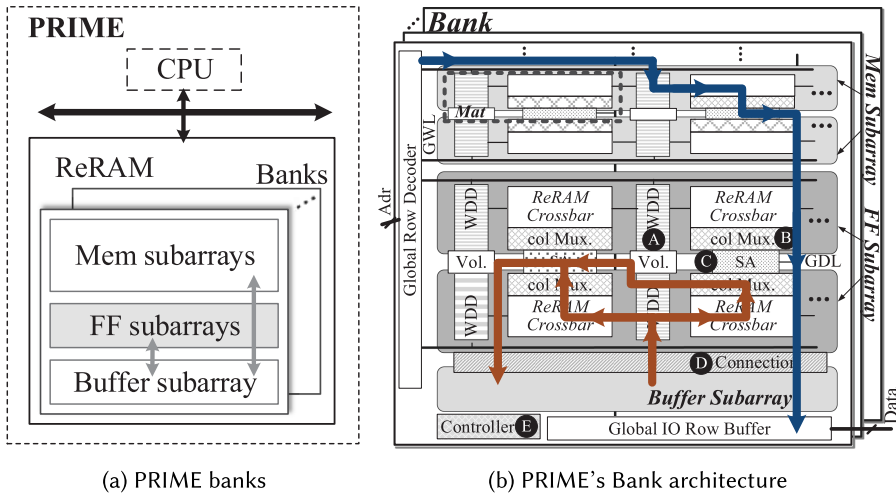 PRIME
CPU
ReRAM
Banks
Mem subarrays
FF subarrays
Buffer subarray
(a) PRIME banks
Bank
Mem Subarray
FF Subarray
Mat
GWL
Adr
Global Row Decoder
WDD
ReRAM
Crossbar
WDD
ReRAM
Crossbar
col Mux.
A
col Mux.
B
Vol.
Vol.
C
SA
GDL
WDD
col Mux.
ReRAM
Crossbar
WDD
col Mux.
ReRAM
Crossbar
D Connection
Buffer Subarray
Controller E
Global IO Row Buffer
Data
(b) PRIME's Bank architecture